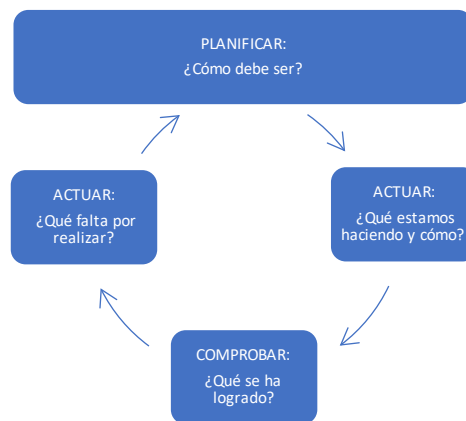 PLANIFICAR:
¿Cómo debe ser?
ACTUAR:
¿Qué estamos
haciendo y cómo?
COMPROBAR:
¿Qué se ha
logrado?
ACTUAR:
¿Qué falta por
realizar?